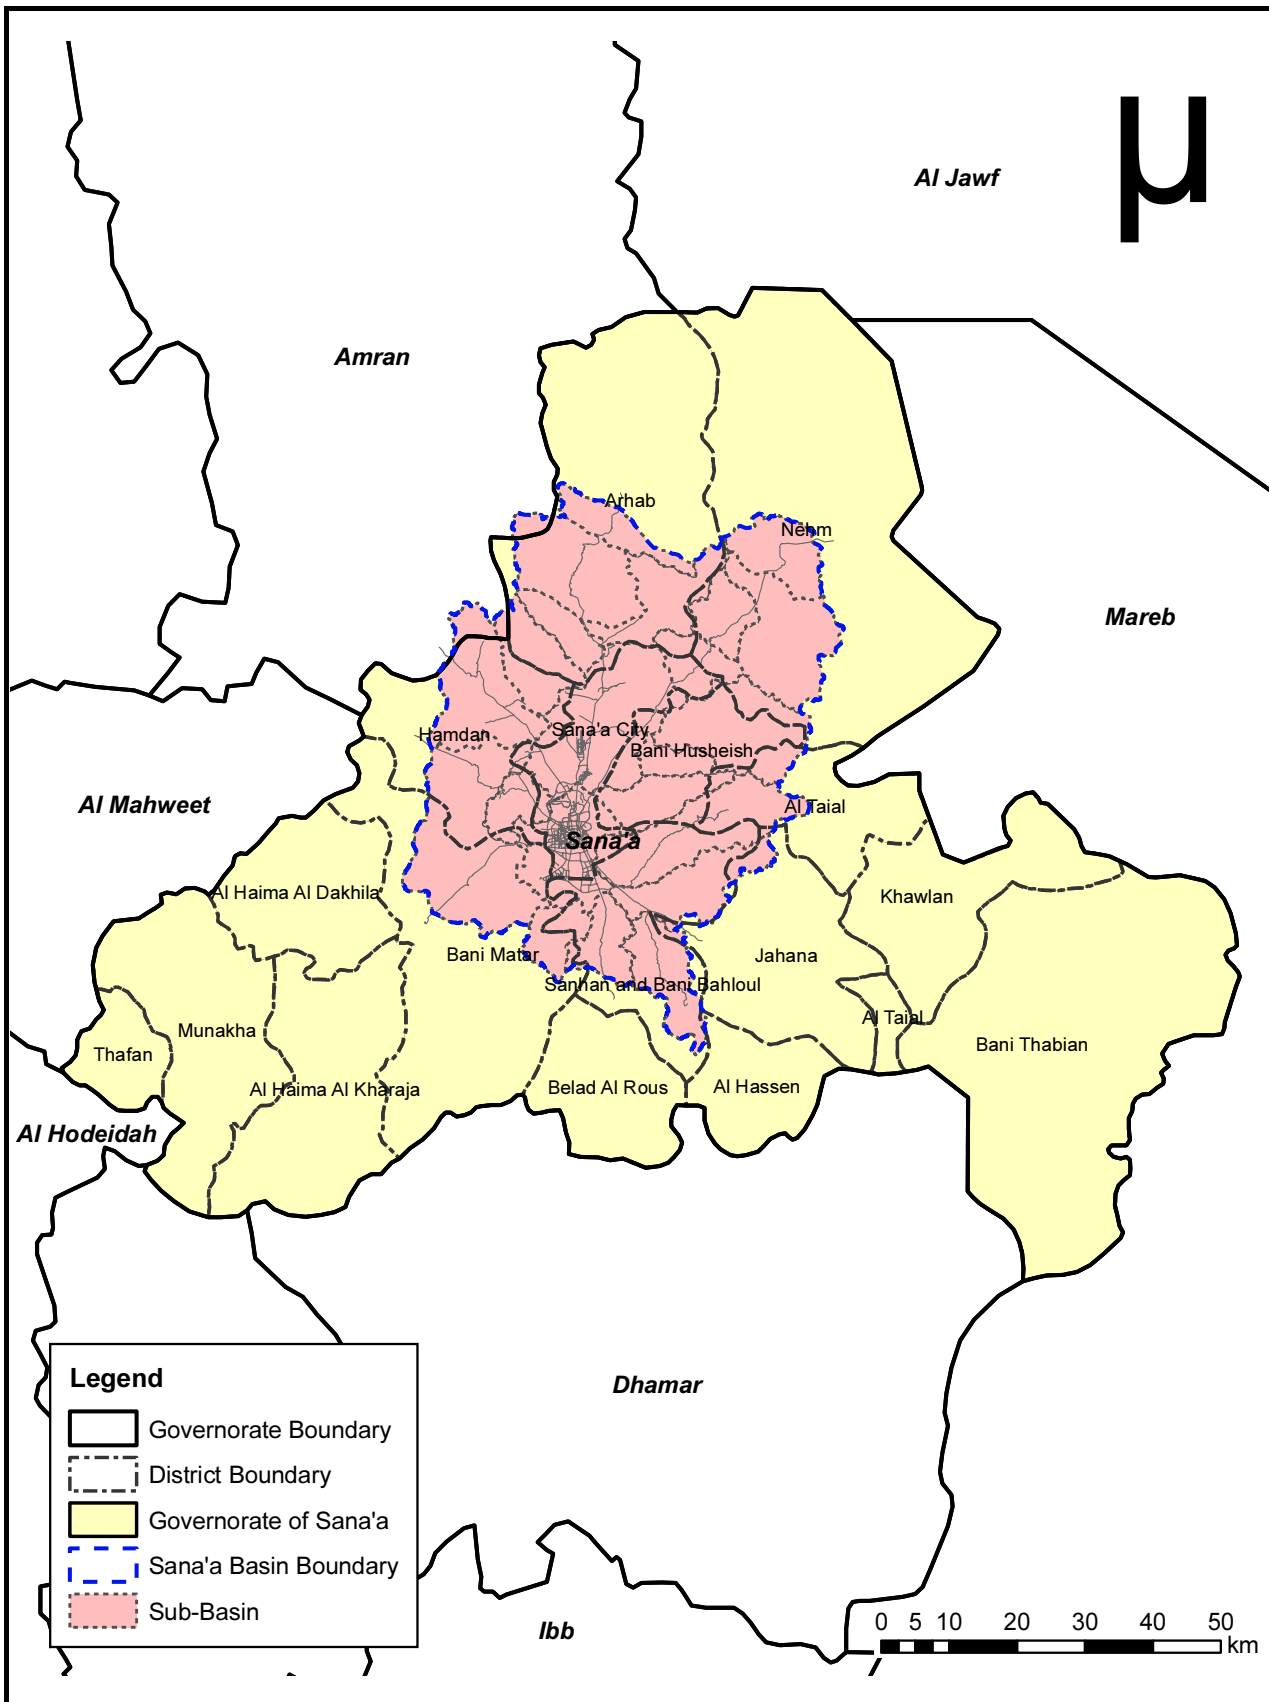 Al Jawf
µ
Amran
Arhab
Nehm
Mareb
Hamdan
Sana'a City
Bani Husheish
Al Mahweet
Al Taial
Sana'a
Al Haima Al Dakhila
Khawlan
Bani Matar
Jahana
Sanhan and Bani Bahloul
Al Taial
Munakha
Thafan
Bani Thabian
Al Haima Al Kharaja
Belad Al Rous
Al Hassen
Al Hodeidah
Dhamar
Legend
Governorate Boundary
District Boundary
Governorate of Sana'a
Sana'a Basin Boundary
Sub-Basin
Ibb
0 5 10 20 30 40 50
km